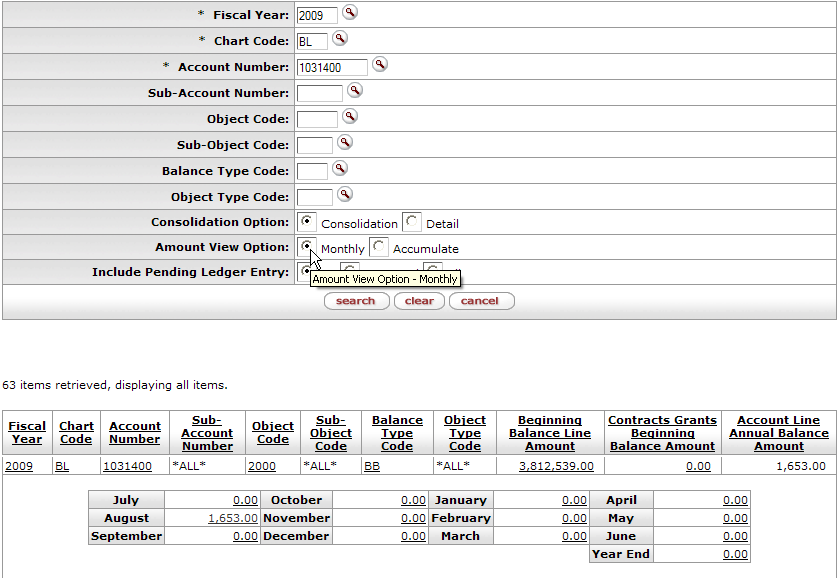 * Fiscal Year: 2009
* Chart Code: BL
* Account Number: 1031400
Sub-Account Number:
Object Code:
Sub-Object Code:
Balance Type Code:
Object Type Code:
Consolidation Option: Consolidation Detail
Amount View Option: Monthly Accumulate
Include Pending Ledger Entry:
Amount View Option - Monthly
search clear cancel
63 items retrieved, displaying all items.
Fiscal Year Chart Code Account Number Sub-Account Number Object Code Sub-Object Code Balance Type Code Object Type Code Beginning Balance Line Amount Contracts Grants Beginning Balance Amount Account Line Annual Balance Amount
2009 BL 1031400 *ALL* 2000 *ALL* BB *ALL* 3,812,539.00 0.00 1,653.00
July 0.00 October 0.00 January 0.00 April 0.00
August 1,653.00 November 0.00 February 0.00 May 0.00
September 0.00 December 0.00 March 0.00 June 0.00
Year End 0.00